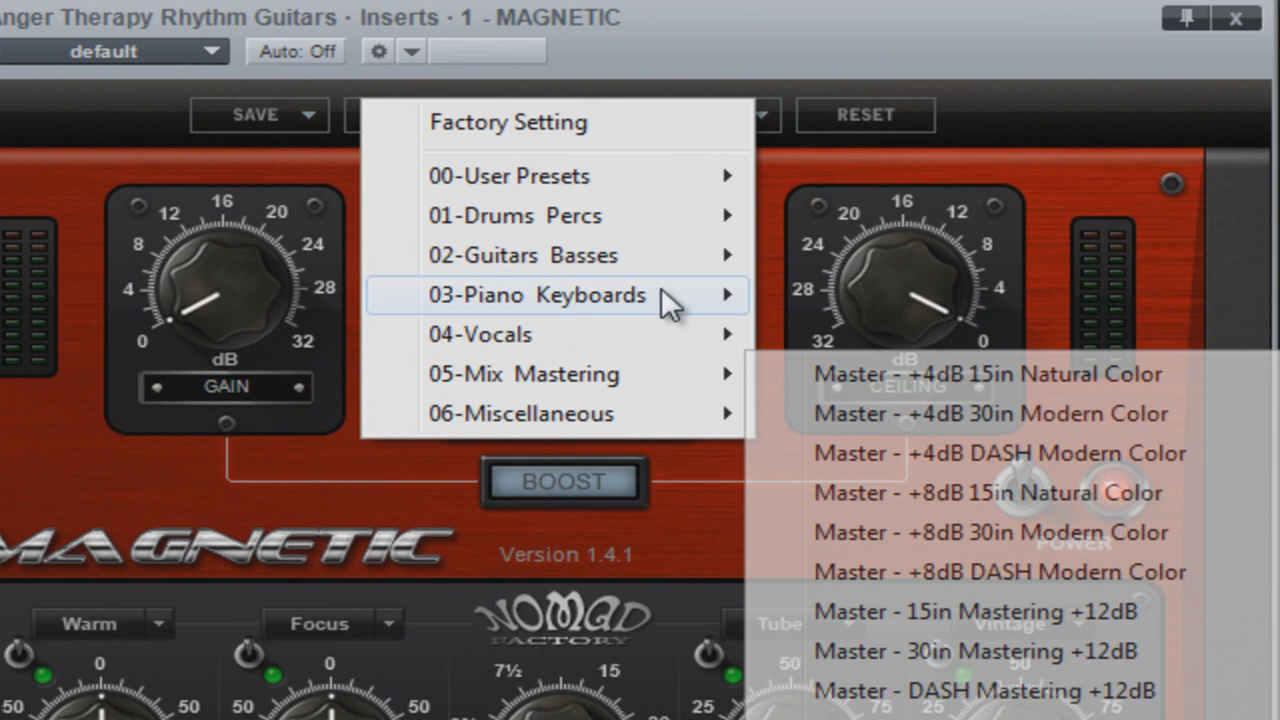 Anger Therapy Rhythm Guitars · Inserts · 1 - MAGNETIC
x
default
Auto: Off
SAVE
RESET
Factory Setting
00-User Presets
01-Drums Percs
02-Guitars Basses
03-Piano Keyboards
04-Vocals
05-Mix Mastering
06-Miscellaneous
0 4 8 12 16 20 24 28 32
dB
GAIN
32 28 24 20 16 12 8 4 0
dB
CEILING
BOOST
MAGNETIC
Version 1.4.1
POWER
Master - +4dB 15in Natural Color
Master - +4dB 30in Modern Color
Master - +4dB DASH Modern Color
Master - +8dB 15in Natural Color
Master - +8dB 30in Modern Color
Master - +8dB DASH Modern Color
Master - 15in Mastering +12dB
Master - 30in Mastering +12dB
Master - DASH Mastering +12dB
Warm
Focus
NOMAD
FACTORY
Tube
Vintage
50 0 50
50 0 50
7½ 15
30
25 50 75
25 50 75